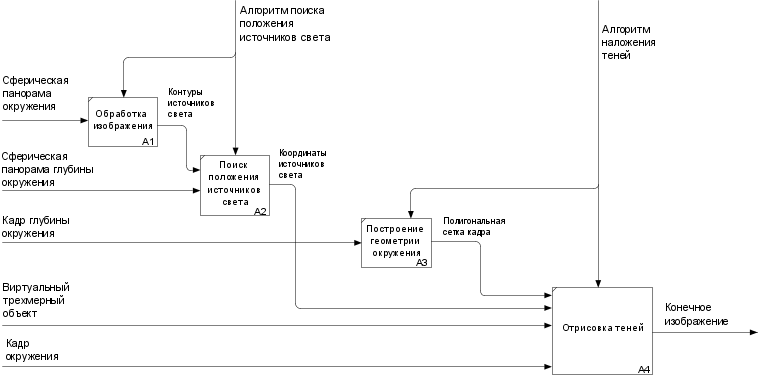 Алгоритм поиска
положения
источников света
Алгоритм
наложения
теней
Сферическая
панорама
окружения
Обработка
изображения
A1
Контуры
источников
света
Сферическая
панорама глубины
окружения
Поиск
положения
источников
света
A2
Координаты
источников
света
Кадр глубины
окружения
Построение
геометрии
окружения
A3
Полигональная
сетка кадра
Виртуальный
трехмерный
объект
Кадр
окружения
Отрисовка теней
A4
Конечное
изображение